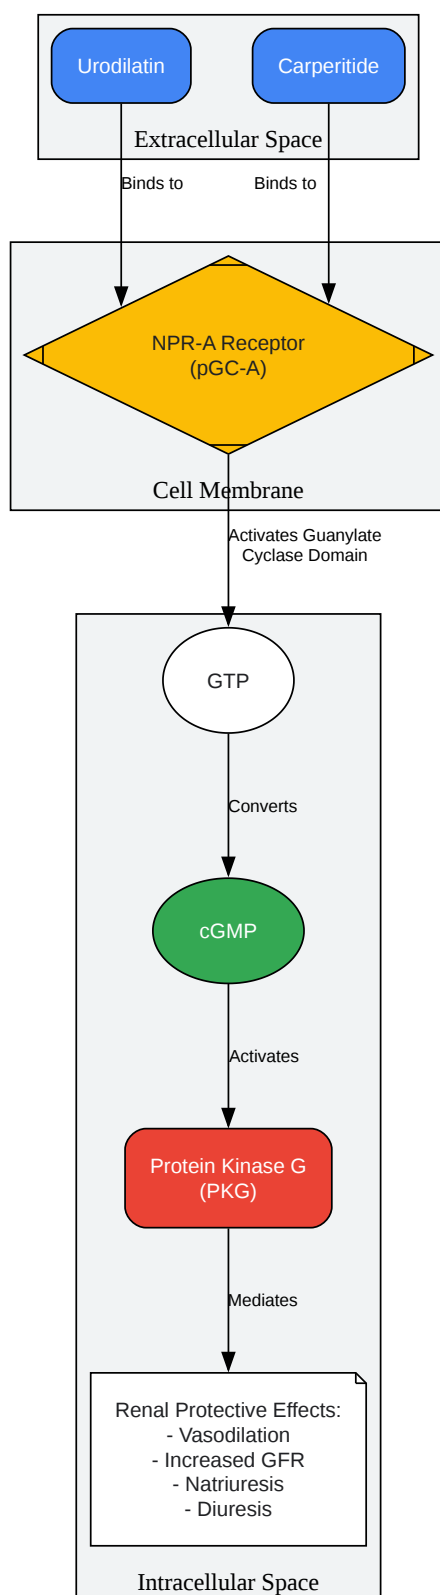 Urodilatin
Carperitide
Extracellular Space
Binds to
Binds to
NPR-A Receptor
(pGC-A)
Cell Membrane
Activates Guanylate
Cyclase Domain
GTP
Converts
cGMP
Activates
Protein Kinase G
(PKG)
Mediates
Renal Protective Effects:
- Vasodilation
- Increased GFR
- Natriuresis
- Diuresis
Intracellular Space